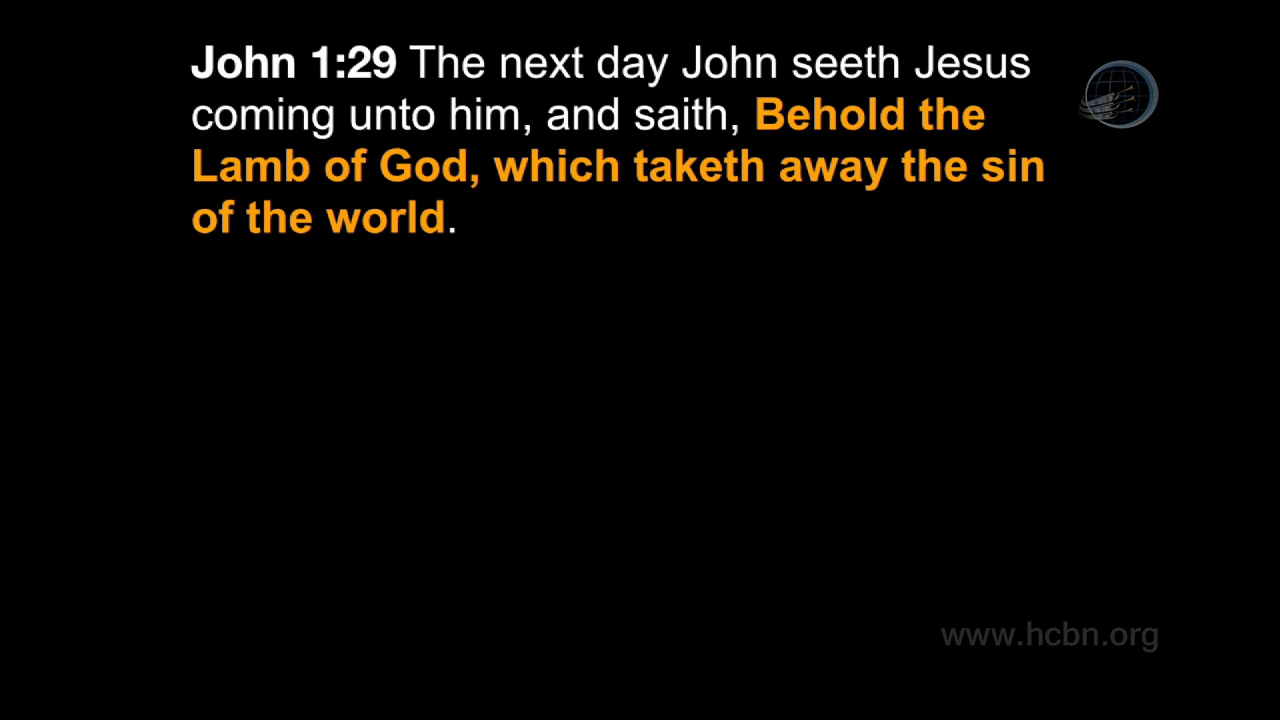 John 1:29 The next day John seeth Jesus
coming unto him, and saith, Behold the
Lamb of God, which taketh away the sin
of the world.
www.hcbn.org